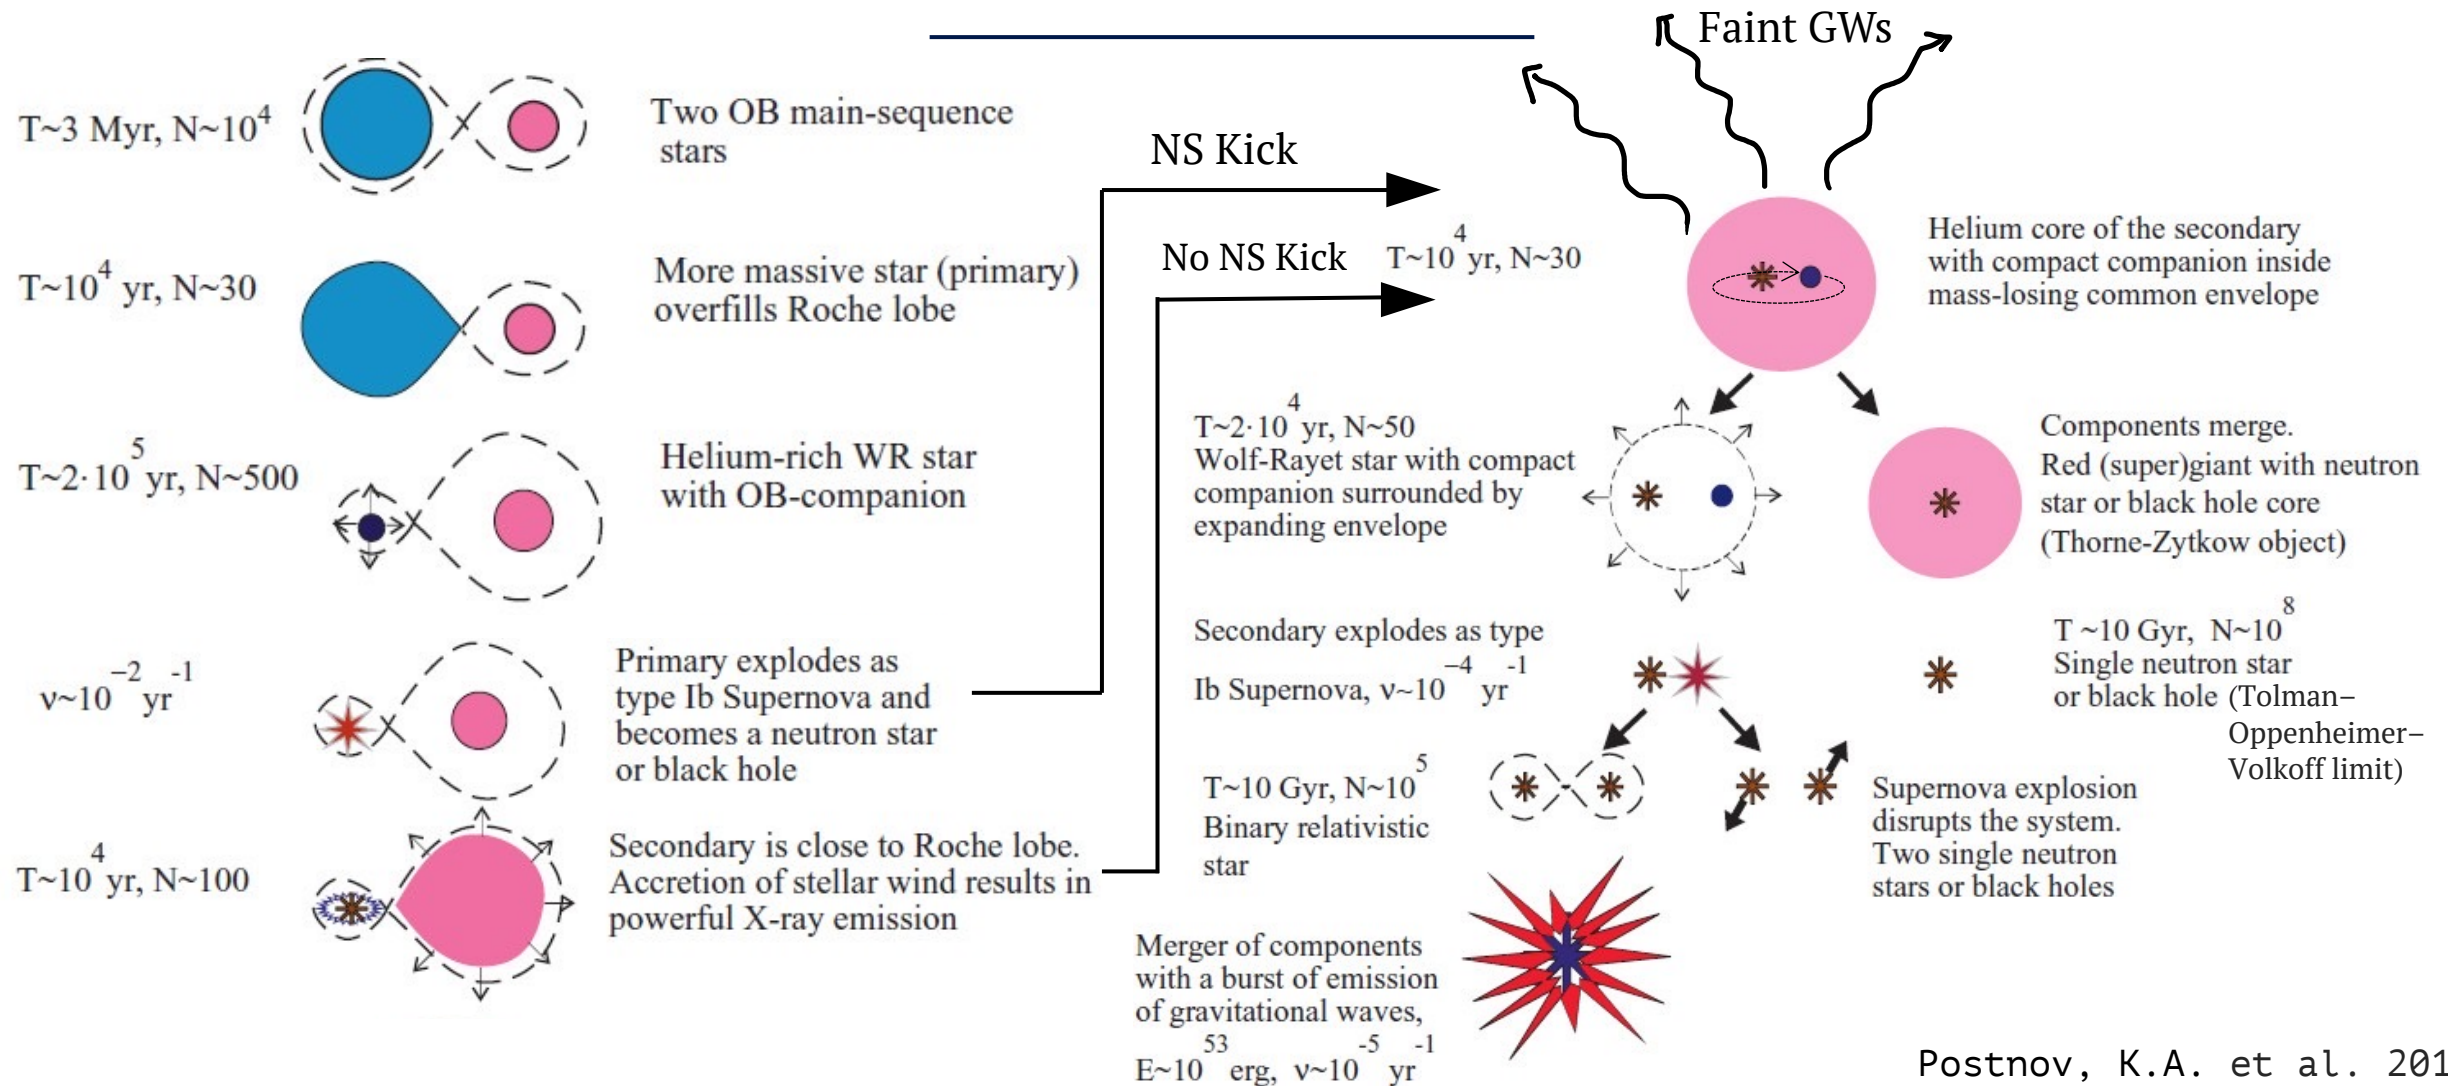 T~3 Myr, N~10⁴
Two OB main-sequence
stars
T~10⁴ yr, N~30
More massive star (primary)
overfills Roche lobe
T~2·10⁵ yr, N~500
Helium-rich WR star
with OB-companion
ν~10⁻² yr⁻¹
Primary explodes as
type Ib Supernova and
becomes a neutron star
or black hole
T~10⁴ yr, N~100
Secondary is close to Roche lobe.
Accretion of stellar wind results in
powerful X-ray emission
NS Kick
No NS Kick
Faint GWs
T~10⁴ yr, N~30
Helium core of the secondary
with compact companion inside
mass-losing common envelope
T~2·10⁴ yr, N~50
Wolf-Rayet star with compact
companion surrounded by
expanding envelope
Components merge.
Red (super)giant with neutron
star or black hole core
(Thorne-Zytkow object)
Secondary explodes as type
Ib Supernova, ν~10⁻⁴ yr⁻¹
T ~10 Gyr, N~10⁸
Single neutron star
or black hole (Tolman–
Oppenheimer–
Volkoff limit)
T~10 Gyr, N~10⁵
Binary relativistic
star
Supernova explosion
disrupts the system.
Two single neutron
stars or black holes
Merger of components
with a burst of emission
of gravitational waves,
E~10⁵³ erg, ν~10⁻⁵ yr⁻¹
Postnov, K.A. et al. 201